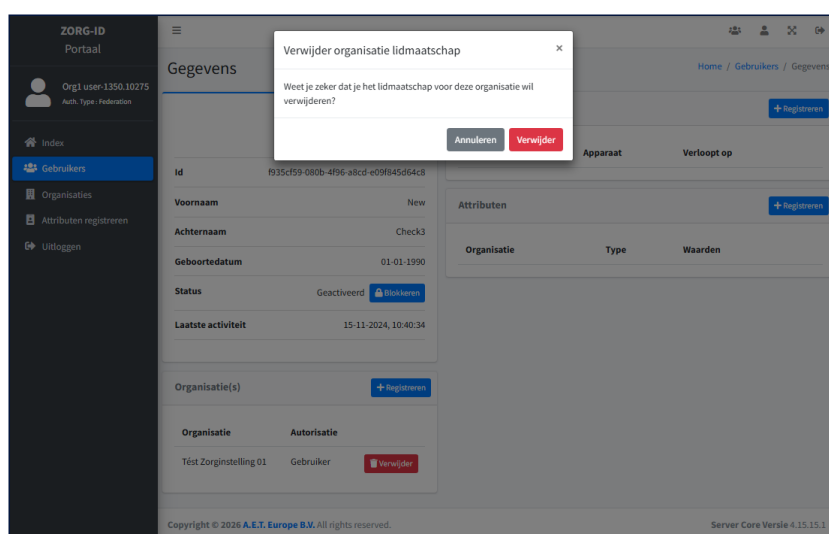 ZORG-ID
Portaal
Org1 user-1350.10275
Auth. Type : Federation
Index
Gebruikers
Organisaties
Attributen registreren
Uitloggen
Gegevens
Home / Gebruikers / Gegevens
Verwijder organisatie lidmaatschap
×
Weet je zeker dat je het lidmaatschap voor deze organisatie wil verwijderen?
Annuleren Verwijder
Id f935cf59-080b-4f96-a8cd-e09f845d64c8
Voornaam New
Achternaam Check3
Geboortedatum 01-01-1990
Status Geactiveerd Blokkeren
Laatste activiteit 15-11-2024, 10:40:34
Organisatie(s) + Registreren
Organisatie Autorisatie
Tést Zorginstelling 01 Gebruiker Verwijder
+ Registreren
Apparaat Verloopt op
Attributen + Registreren
Organisatie Type Waarden
Copyright © 2026 A.E.T. Europe B.V. All rights reserved.
Server Core Versie 4.15.15.1